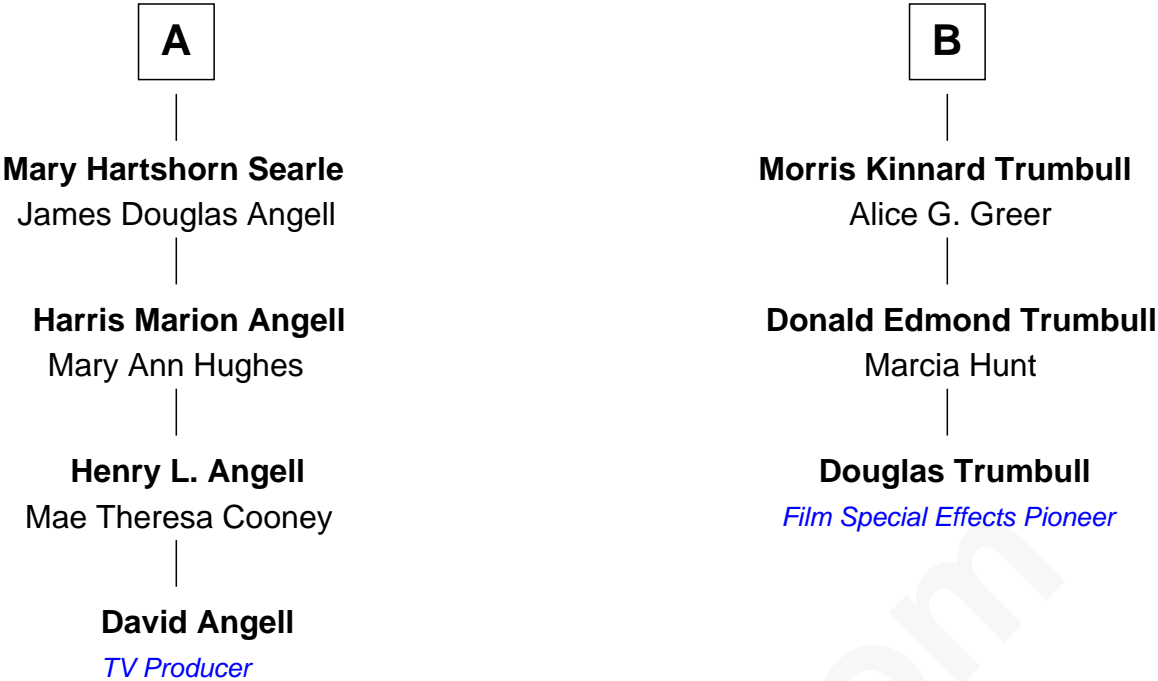 A
Mary Hartshorn Searle
James Douglas Angell
Harris Marion Angell
Mary Ann Hughes
Henry L. Angell
Mae Theresa Cooney
David Angell
TV Producer
B
Morris Kinnard Trumbull
Alice G. Greer
Donald Edmond Trumbull
Marcia Hunt
Douglas Trumbull
Film Special Effects Pioneer
om